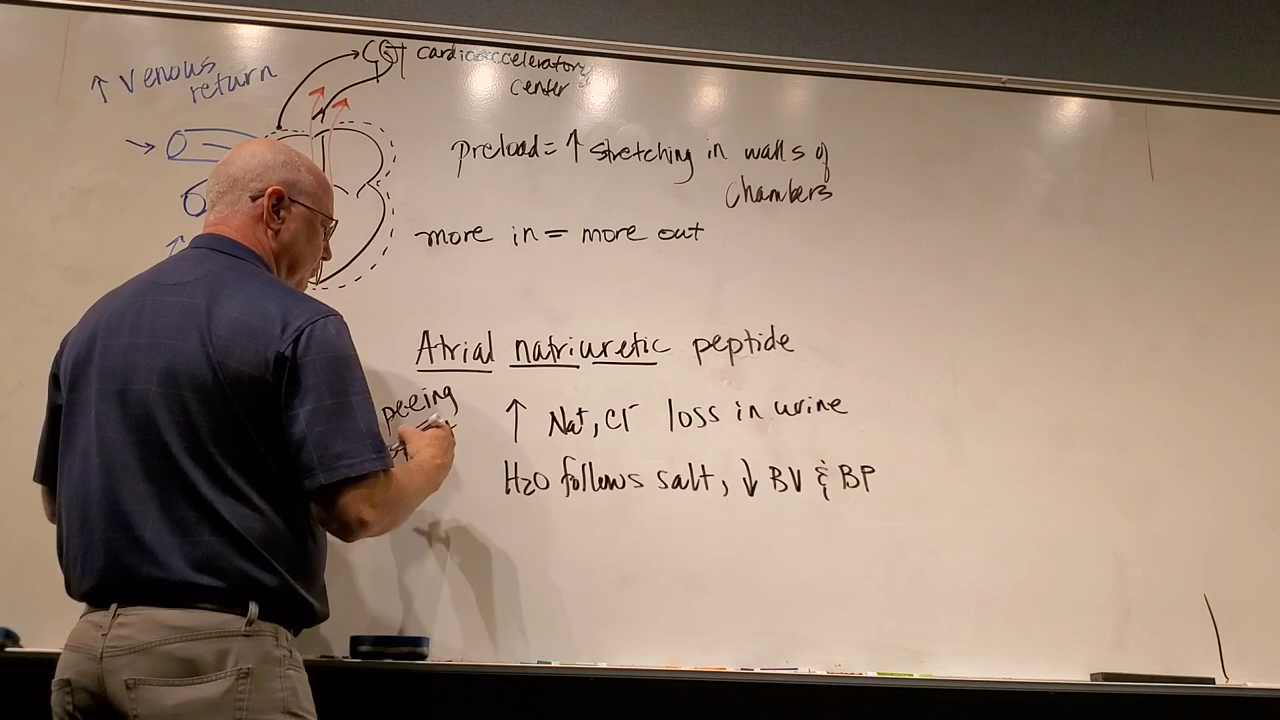 ↑ Venous
return
cardioacceleratory
center
preload = ↑ stretching in walls of
chambers
more in = more out
Atrial natriuretic peptide
peeing
↑ Na+, Cl- loss in urine
H2O follows salt, ↓ BV & BP